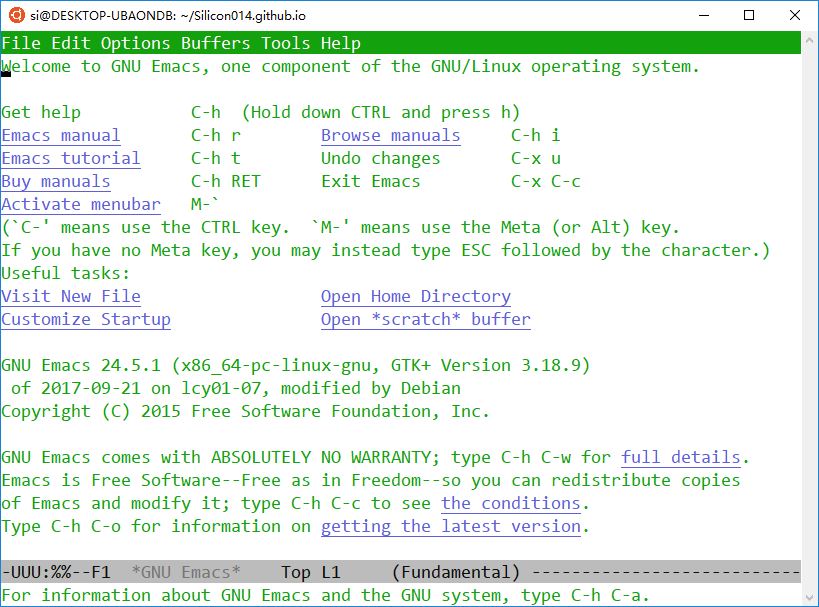 si@DESKTOP-UBAONDB: ~/Silicon014.github.io
File Edit Options Buffers Tools Help
Welcome to GNU Emacs, one component of the GNU/Linux operating system.
Get help C-h (Hold down CTRL and press h)
Emacs manual C-h r Browse manuals C-h i
Emacs tutorial C-h t Undo changes C-x u
Buy manuals C-h RET Exit Emacs C-x C-c
Activate menubar M-`
(`C-' means use the CTRL key. `M-' means use the Meta (or Alt) key.
If you have no Meta key, you may instead type ESC followed by the character.)
Useful tasks:
Visit New File Open Home Directory
Customize Startup Open *scratch* buffer
GNU Emacs 24.5.1 (x86_64-pc-linux-gnu, GTK+ Version 3.18.9)
of 2017-09-21 on lcy01-07, modified by Debian
Copyright (C) 2015 Free Software Foundation, Inc.
GNU Emacs comes with ABSOLUTELY NO WARRANTY; type C-h C-w for full details.
Emacs is Free Software--Free as in Freedom--so you can redistribute copies
of Emacs and modify it; type C-h C-c to see the conditions.
Type C-h C-o for information on getting the latest version.
-UUU:%%--F1 *GNU Emacs* Top L1 (Fundamental) ---------------------------
For information about GNU Emacs and the GNU system, type C-h C-a.